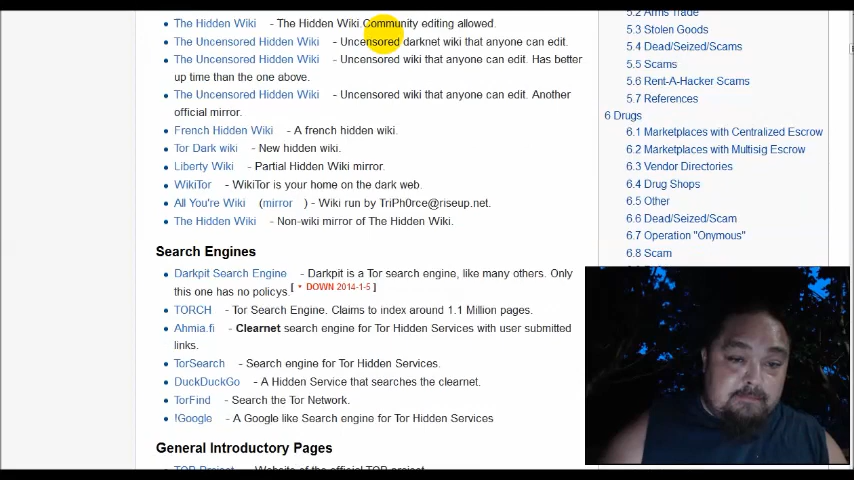 The Hidden Wiki - The Hidden Wiki.Community editing allowed.
The Uncensored Hidden Wiki - Uncensored darknet wiki that anyone can edit.
The Uncensored Hidden Wiki - Uncensored wiki that anyone can edit. Has better
up time than the one above.
The Uncensored Hidden Wiki - Uncensored wiki that anyone can edit. Another
official mirror.
French Hidden Wiki - A french hidden wiki.
Tor Dark wiki - New hidden wiki.
Liberty Wiki - Partial Hidden Wiki mirror.
WikiTor - WikiTor is your home on the dark web.
All You're Wiki (mirror ) - Wiki run by TriPh0rce@riseup.net.
The Hidden Wiki - Non-wiki mirror of The Hidden Wiki.
Search Engines
Darkpit Search Engine - Darkpit is a Tor search engine, like many others. Only
this one has no policys.[ • DOWN 2014-1-5 ]
TORCH - Tor Search Engine. Claims to index around 1.1 Million pages.
Ahmia.fi - Clearnet search engine for Tor Hidden Services with user submitted
links.
TorSearch - Search engine for Tor Hidden Services.
DuckDuckGo - A Hidden Service that searches the clearnet.
TorFind - Search the Tor Network.
!Google - A Google like Search engine for Tor Hidden Services
General Introductory Pages
TOR Project - Website of the official TOR project.
5.2 Arms Trade
5.3 Stolen Goods
5.4 Dead/Seized/Scams
5.5 Scams
5.6 Rent-A-Hacker Scams
5.7 References
6 Drugs
6.1 Marketplaces with Centralized Escrow
6.2 Marketplaces with Multisig Escrow
6.3 Vendor Directories
6.4 Drug Shops
6.5 Other
6.6 Dead/Seized/Scam
6.7 Operation "Onymous"
6.8 Scam